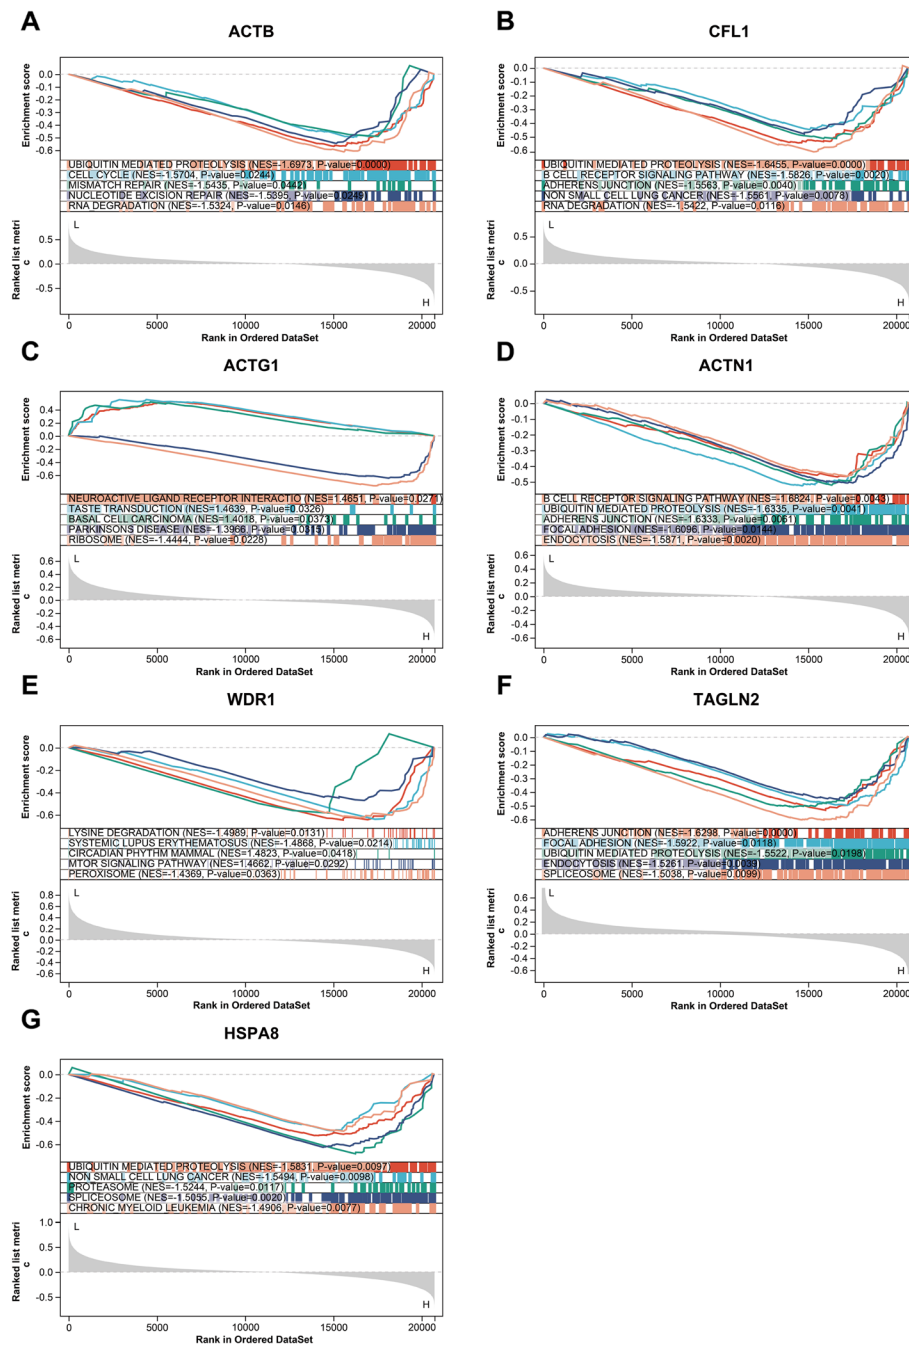 A
ACTB
Enrichment score
0.0
-0.1
-0.2
-0.3
-0.4
-0.5
-0.6
UBIQUITIN MEDIATED PROTEOLYSIS (NES=-1.6973, P-value=0.0000)
CELL CYCLE (NES=-1.5704, P-value=0.0244)
MISMATCH REPAIR (NES=-1.5435, P-value=0.0442)
NUCLEOTIDE EXCISION REPAIR (NES=-1.5395, P-value=0.0249)
RNA DEGRADATION (NES=-1.5324, P-value=0.0146)
Ranked list metri
c
0.5
0.0
-0.5
L
H
0 5000 10000 15000 20000
Rank in Ordered DataSet
B
CFL1
Enrichment score
0.0
-0.1
-0.2
-0.3
-0.4
-0.5
-0.6
UBIQUITIN MEDIATED PROTEOLYSIS (NES=-1.6455, P-value=0.0000)
B CELL RECEPTOR SIGNALING PATHWAY (NES=-1.5826, P-value=0.0020)
ADHERENS JUNCTION (NES=-1.5563, P-value=0.0040)
NON SMALL CELL LUNG CANCER (NES=-1.5561, P-value=0.0078)
RNA DEGRADATION (NES=-1.5422, P-value=0.0116)
Ranked list metri
c
0.5
0.0
-0.5
L
H
0 5000 10000 15000 20000
Rank in Ordered DataSet
C
ACTG1
Enrichment score
0.4
0.2
0.0
-0.3
-0.6
NEUROACTIVE LIGAND RECEPTOR INTERACTIO (NES=1.4651, P-value=0.0271)
TASTE TRANSDUCTION (NES=1.4639, P-value=0.0326)
BASAL CELL CARCINOMA (NES=1.4018, P-value=0.0373)
PARKINSONS DISEASE (NES=-1.3966, P-value=0.0815)
RIBOSOME (NES=-1.4444, P-value=0.0228)
Ranked list metri
c
0.6
0.4
0.2
0.0
-0.2
-0.4
-0.6
L
H
0 5000 10000 15000 20000
Rank in Ordered DataSet
D
ACTN1
Enrichment score
0.0
-0.1
-0.2
-0.3
-0.4
-0.5
B CELL RECEPTOR SIGNALING PATHWAY (NES=-1.6824, P-value=0.0043)
UBIQUITIN MEDIATED PROTEOLYSIS (NES=-1.6335, P-value=0.0041)
ADHERENS JUNCTION (NES=-1.6333, P-value=0.0061)
FOCAL ADHESION (NES=-1.6096, P-value=0.0144)
ENDOCYTOSIS (NES=-1.5871, P-value=0.0020)
Ranked list metri
c
0.6
0.4
0.2
0.0
-0.2
-0.4
-0.6
L
H
0 5000 10000 15000 20000
Rank in Ordered DataSet
E
WDR1
Enrichment score
0.0
-0.2
-0.4
-0.6
LYSINE DEGRADATION (NES=-1.4989, P-value=0.0131)
SYSTEMIC LUPUS ERYTHEMATOSUS (NES=-1.4868, P-value=0.0214)
CIRCADIAN PHYTHM MAMMAL (NES=1.4823, P-value=0.0418)
MTOR SIGNALING PATHWAY (NES=-1.4662, P-value=0.0292)
PEROXISOME (NES=-1.4369, P-value=0.0363)
Ranked list metri
c
0.8
0.6
0.4
0.2
0.0
-0.2
-0.4
-0.6
L
H
0 5000 10000 15000 20000
Rank in Ordered DataSet
F
TAGLN2
Enrichment score
0.0
-0.1
-0.2
-0.3
-0.4
-0.5
-0.6
ADHERENS JUNCTION (NES=-1.6298, P-value=0.0000)
FOCAL ADHESION (NES=-1.5922, P-value=0.0118)
UBIQUITIN MEDIATED PROTEOLYSIS (NES=-1.5522, P-value=0.0198)
ENDOCYTOSIS (NES=-1.5261, P-value=0.0039)
SPLICEOSOME (NES=-1.5038, P-value=0.0099)
Ranked list metri
c
0.6
0.4
0.2
0.0
-0.2
-0.4
-0.6
L
H
0 5000 10000 15000 20000
Rank in Ordered DataSet
G
HSPA8
Enrichment score
0.0
-0.2
-0.4
-0.6
UBIQUITIN MEDIATED PROTEOLYSIS (NES=-1.5831, P-value=0.0097)
NON SMALL CELL LUNG CANCER (NES=-1.5494, P-value=0.0098)
PROTEASOME (NES=-1.5244, P-value=0.0117)
SPLICEOSOME (NES=-1.5055, P-value=0.0020)
CHRONIC MYELOID LEUKEMIA (NES=-1.4906, P-value=0.0077)
Ranked list metri
c
1.0
0.5
0.0
-0.5
L
H
0 5000 10000 15000 20000
Rank in Ordered DataSet